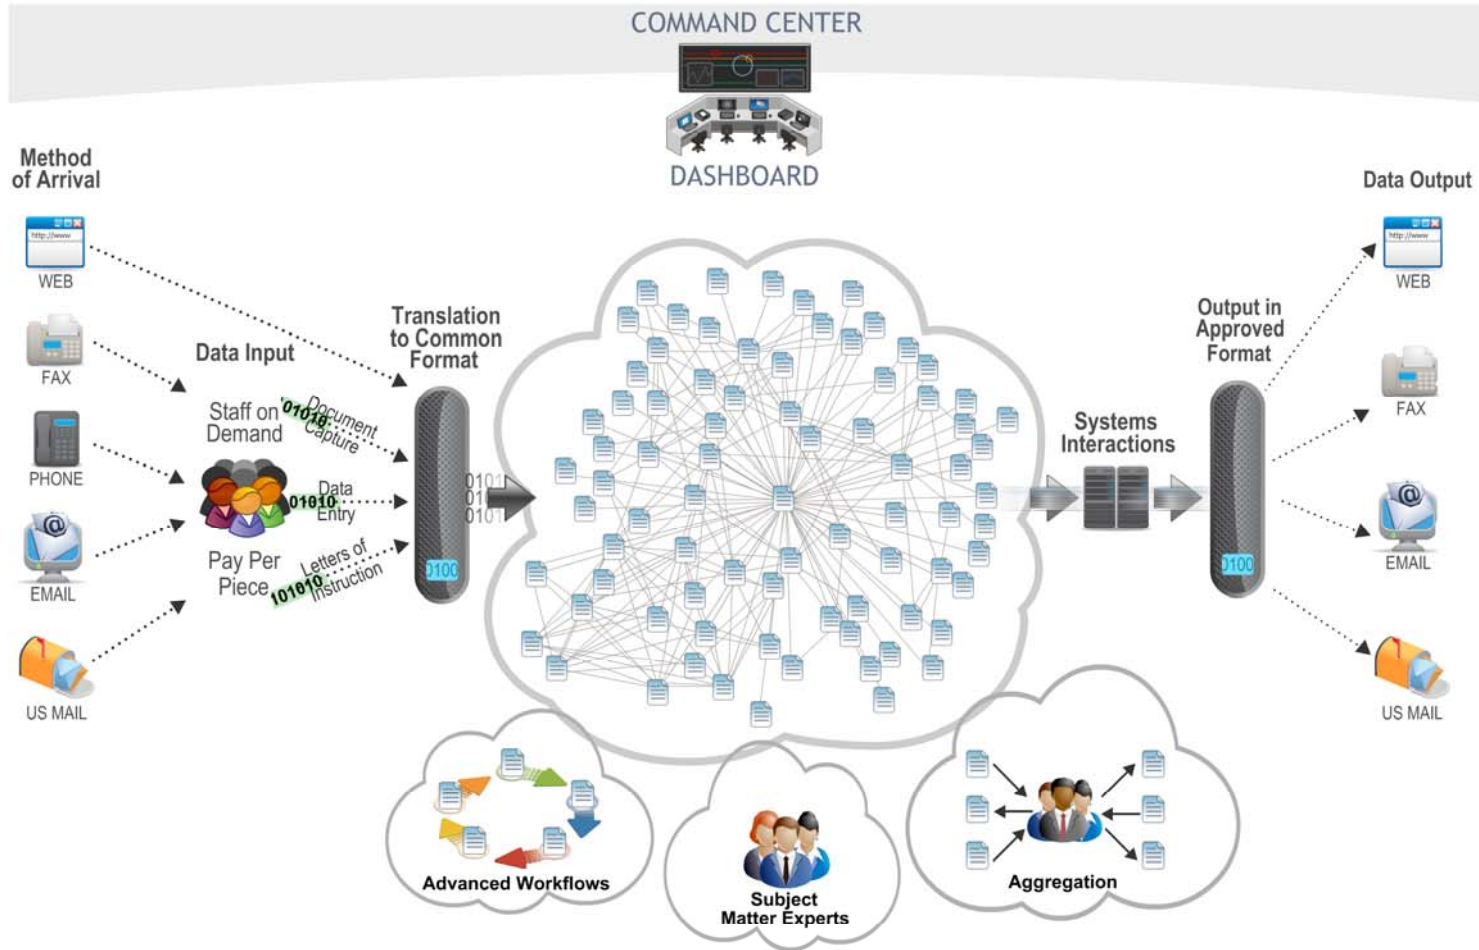 COMMAND CENTER
DASHBOARD
Method
of Arrival
http://www
WEB
FAX
PHONE
EMAIL
US MAIL
Data Input
Staff on
Demand
Pay Per
Piece
01010
Document
Capture
01010
Data
Entry
101010
Letters of
Instruction
Translation
to Common
Format
0100
0101
010
0101
Systems
Interactions
Output in
Approved
Format
0100
Data Output
http://www
WEB
FAX
EMAIL
US MAIL
Advanced Workflows
Subject
Matter Experts
Aggregation